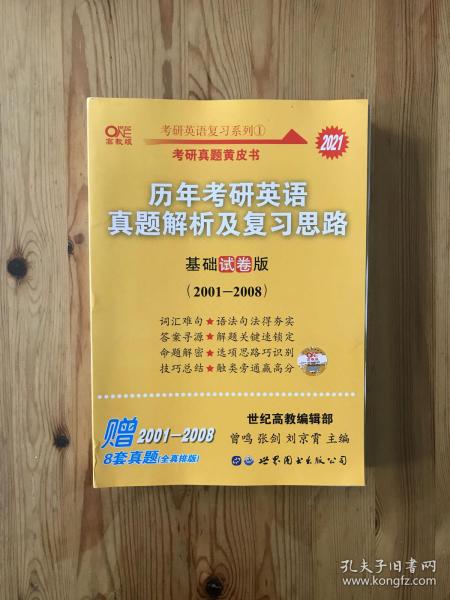 ONE
高教版
考研英语复习系列①
考研真题黄皮书
2021
历年考研英语
真题解析及复习思路
基础试卷版
(2001—2008)
词汇难句★语法句法得夯实
答案寻源★解题关键速锁定
命题解密★选项思路巧识别
技巧总结★触类旁通赢高分
赠2001—2008
8套真题(全真排版)
世纪高教编辑部
曾鸣 张剑 刘京霄 主编
世界图书出版公司
孔夫子旧书网
www.kongfz.com